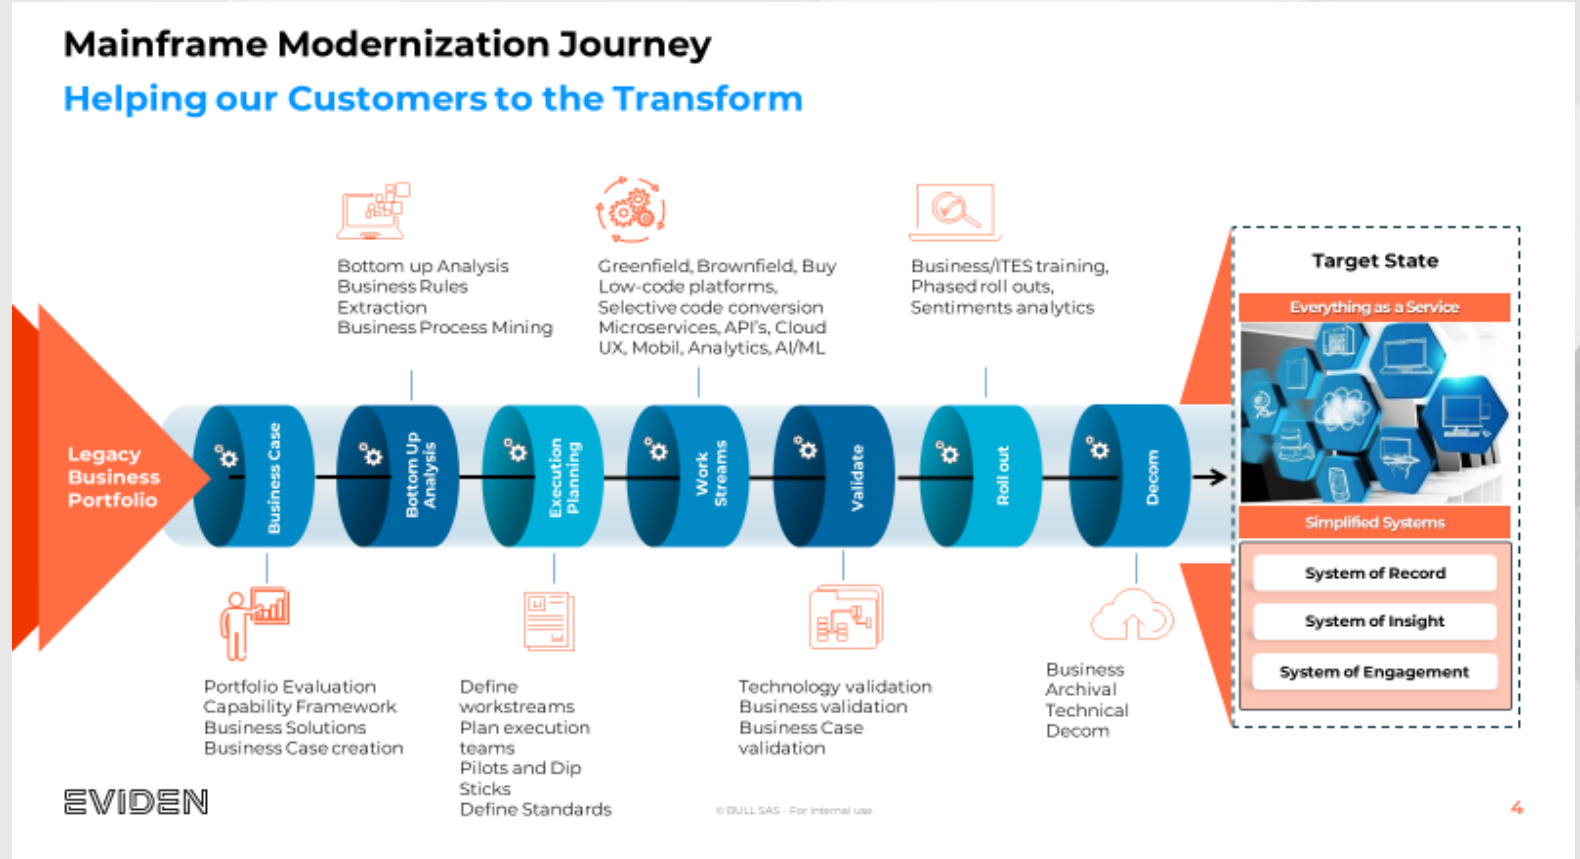 Mainframe Modernization Journey
Helping our Customers to the Transform
Bottom up Analysis
Business Rules
Extraction
Business Process Mining
Greenfield, Brownfield, Buy
Low-code platforms,
Selective code conversion
Microservices, API's, Cloud
UX, Mobil, Analytics, AI/ML
Business/ITES training,
Phased roll outs,
Sentiments analytics
Legacy
Business
Portfolio
Business Case
Bottom Up
Analysis
Execution
Planning
Work
Streams
Validate
Roll out
Decom
Portfolio Evaluation
Capability Framework
Business Solutions
Business Case creation
Define
workstreams
Plan execution
teams
Pilots and Dip
Sticks
Define Standards
Technology validation
Business validation
Business Case
validation
Business
Archival
Technical
Decom
Target State
Everything as a Service
Simplified Systems
System of Record
System of Insight
System of Engagement
EVIDEN
© BULL SAS - For Internal use
4